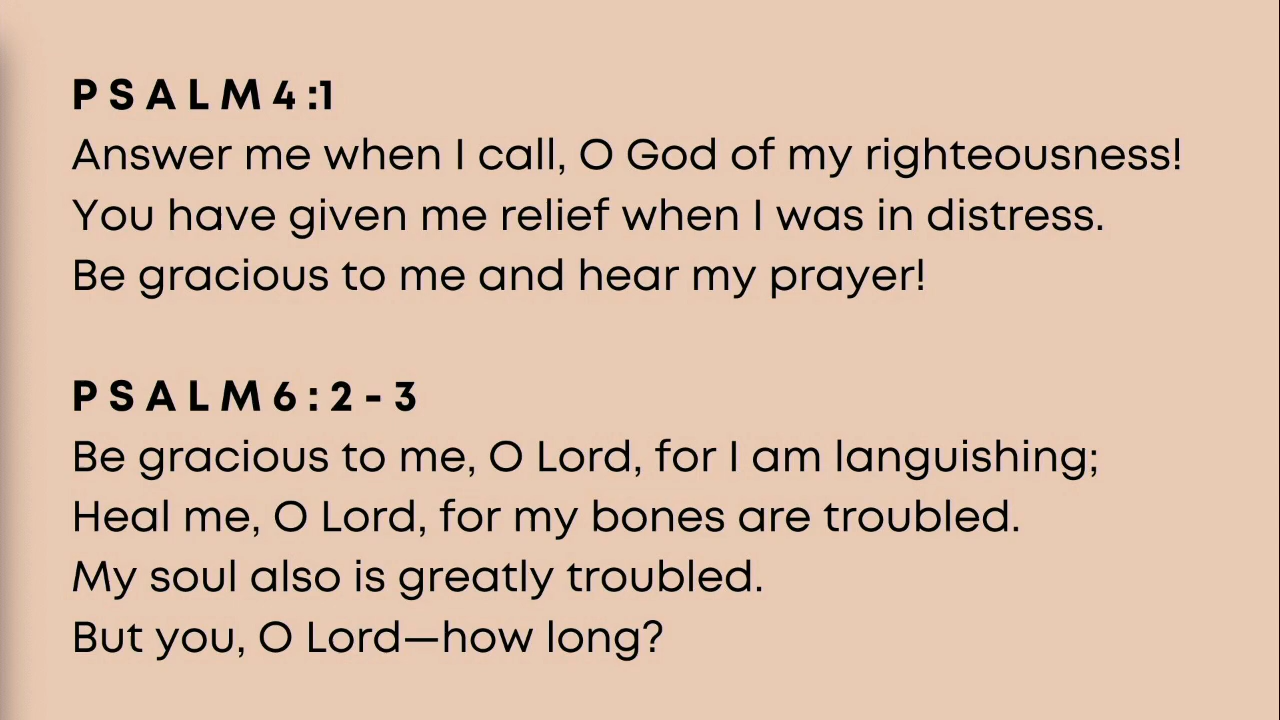 PSALM 4:1
Answer me when I call, O God of my righteousness!
You have given me relief when I was in distress.
Be gracious to me and hear my prayer!
PSALM 6:2-3
Be gracious to me, O Lord, for I am languishing;
Heal me, O Lord, for my bones are troubled.
My soul also is greatly troubled.
But you, O Lord—how long?